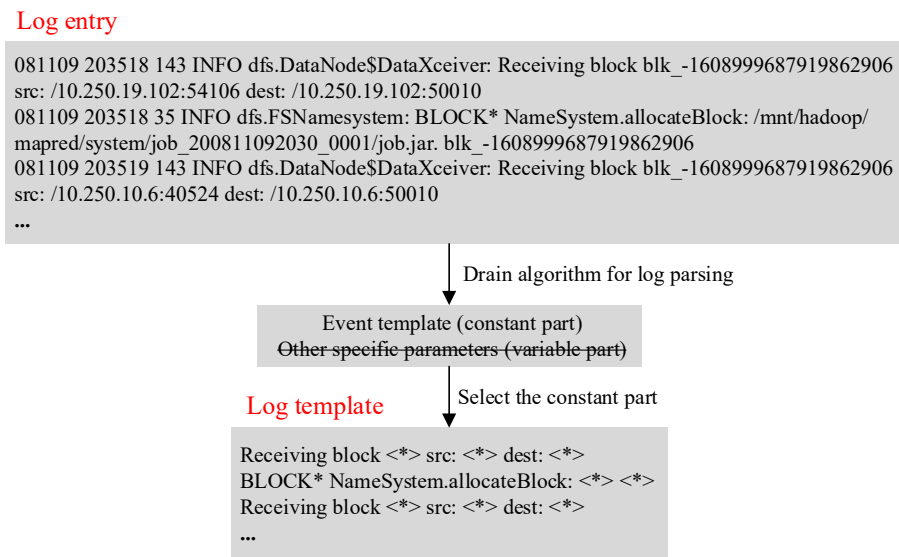 Log entry
081109 203518 143 INFO dfs.DataNode$DataXceiver: Receiving block blk_-1608999687919862906
src: /10.250.19.102:54106 dest: /10.250.19.102:50010
081109 203518 35 INFO dfs.FSNamesystem: BLOCK* NameSystem.allocateBlock: /mnt/hadoop/
mapred/system/job_200811092030_0001/job.jar. blk_-1608999687919862906
081109 203519 143 INFO dfs.DataNode$DataXceiver: Receiving block blk_-1608999687919862906
src: /10.250.10.6:40524 dest: /10.250.10.6:50010
...
Drain algorithm for log parsing
Event template (constant part)
Other specific parameters (variable part)
Select the constant part
Log template
Receiving block <*> src: <*> dest: <*>
BLOCK* NameSystem.allocateBlock: <*> <*>
Receiving block <*> src: <*> dest: <*>
...